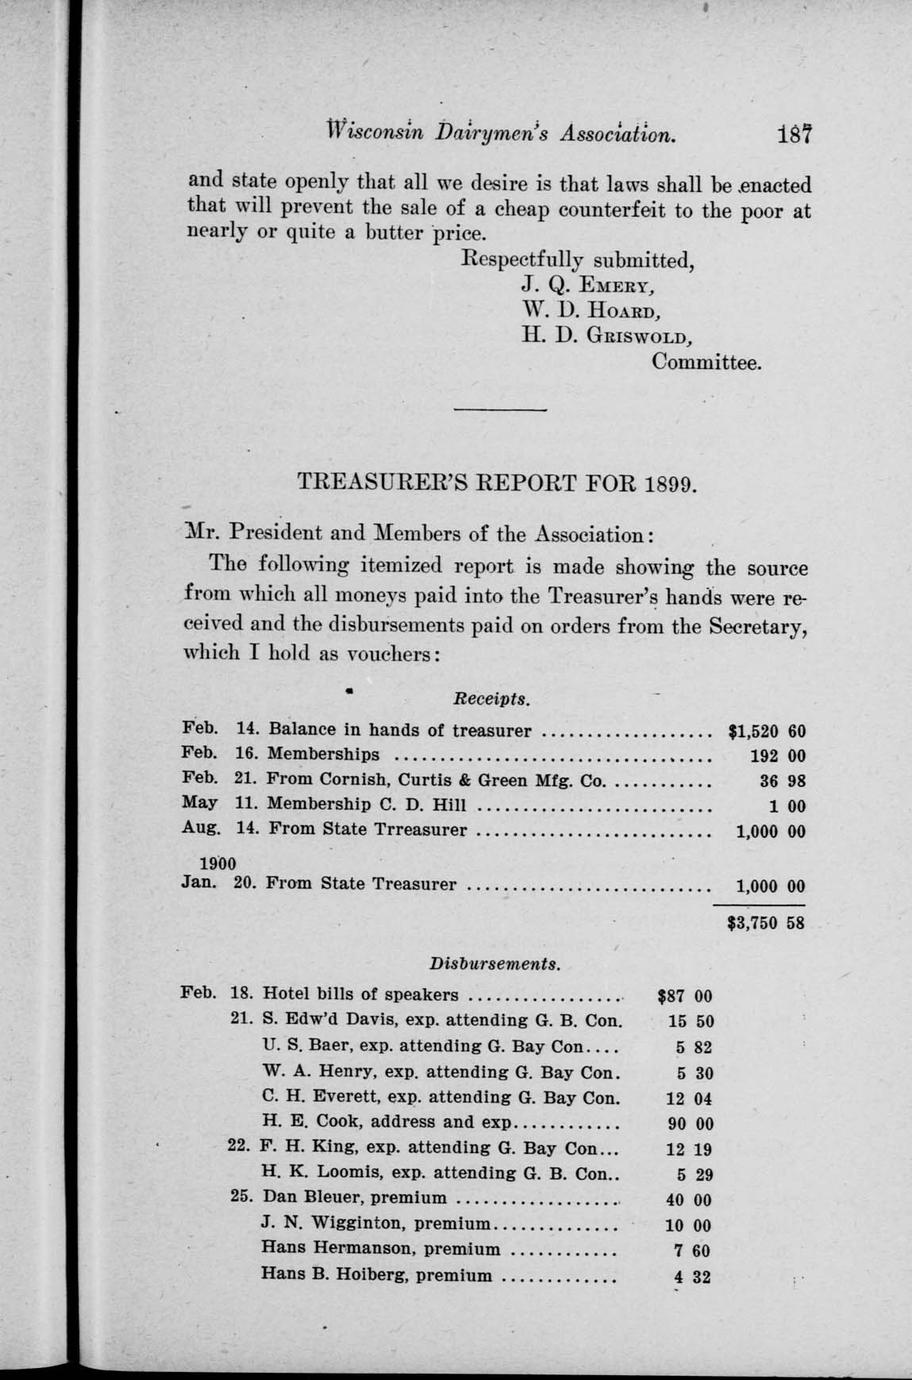 Wisconsin Dairymen's Association. 187
and state openly that all we desire is that laws shall be enacted
that will prevent the sale of a cheap counterfeit to the poor at
nearly or quite a butter price.
Respectfully submitted,
J. Q. EMERY,
W. D. HOARD,
H. D. GRISWOLD,
Committee.
TREASURER'S REPORT FOR 1899.
Mr. President and Members of the Association:
The following itemized report is made showing the source
from which all moneys paid into the Treasurer's hands were re-
ceived and the disbursements paid on orders from the Secretary,
which I hold as vouchers:
Receipts.
Feb. 14. Balance in hands of treasurer ................... $1,520 60
Feb. 16. Memberships ................................... 192 00
Feb. 21. From Cornish, Curtis & Green Mfg. Co. ........... 36 98
May 11. Membership C. D. Hill .......................... 1 00
Aug. 14. From State Trreasurer .......................... 1,000 00
1900
Jan. 20. From State Treasurer ........................... 1,000 00
$3,750 58
Disbursements.
Feb. 18. Hotel bills of speakers ................. $87 00
21. S. Edw'd Davis, exp. attending G. B. Con. 15 50
U. S. Baer, exp. attending G. Bay Con.... 5 82
W. A. Henry, exp. attending G. Bay Con. 5 30
C. H. Everett, exp. attending G. Bay Con. 12 04
H. E. Cook, address and exp............ 90 00
22. F. H. King, exp. attending G. Bay Con... 12 19
H. K. Loomis, exp. attending G. B. Con.. 5 29
25. Dan Bleuer, premium .................. 40 00
J. N. Wigginton, premium.............. 10 00
Hans Hermanson, premium ............ 7 60
Hans B. Hoiberg, premium ............. 4 32